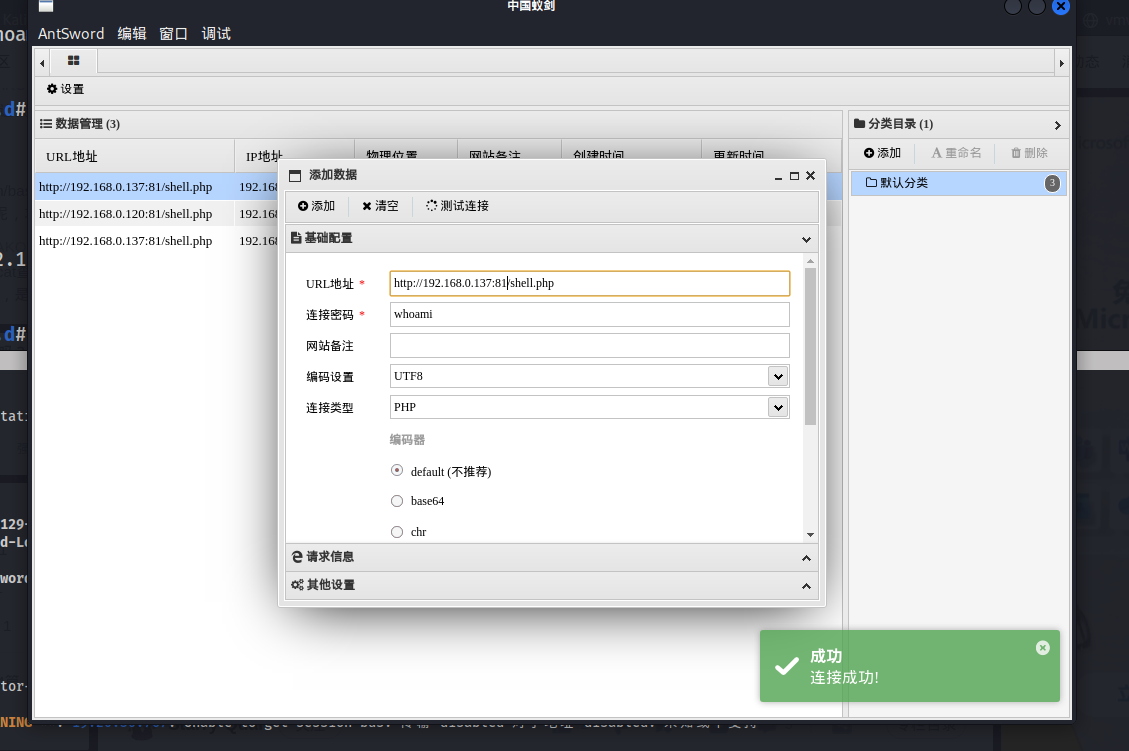 中国蚁剑
AntSword 编辑 窗口 调试
设置
数据管理 (3)
分类目录 (1)
URL地址 IP地址 物理位置 网站备注 创建时间 更新时间
添加 重命名 删除
http://192.168.0.137:81/shell.php 192.168
默认分类 3
http://192.168.0.120:81/shell.php 192.168
http://192.168.0.137:81/shell.php 192.168
添加数据
添加 清空 测试连接
基础配置
URL地址 * http://192.168.0.137:81/shell.php
连接密码 * whoami
网站备注
编码设置 UTF8
连接类型 PHP
编码器
default (不推荐)
base64
chr
请求信息
其他设置
成功
连接成功!